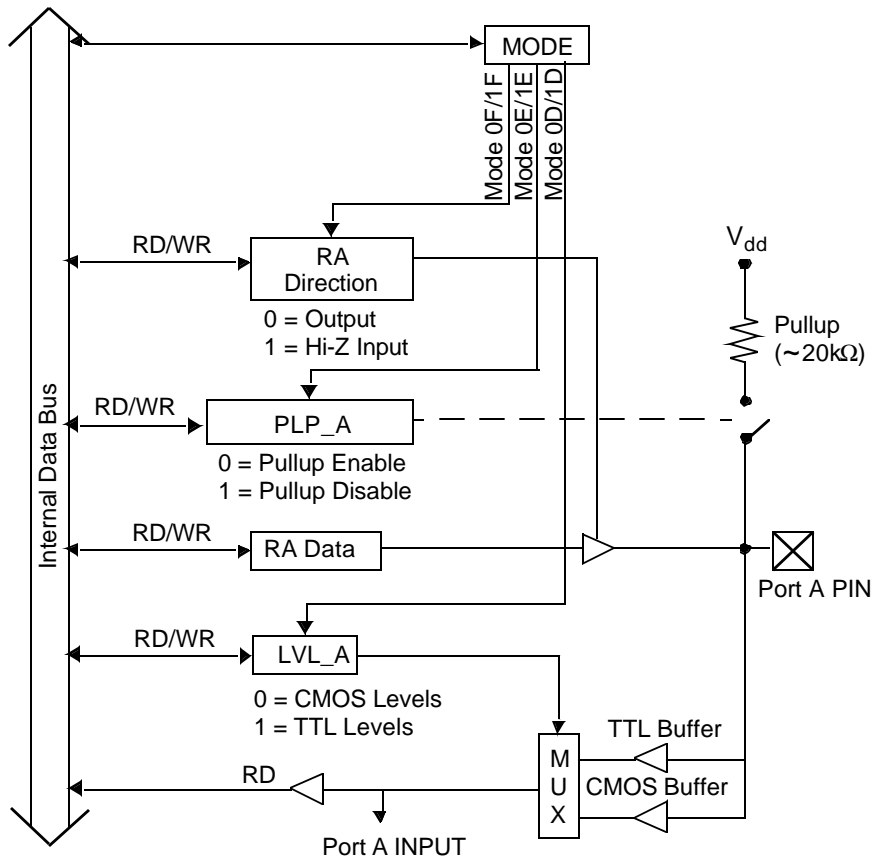 MODE
Mode 0F/1F
Mode 0E/1E
Mode 0D/1D
Internal Data Bus
RD/WR
RA
Direction
0 = Output
1 = Hi-Z Input
Vdd
Pullup
(~20kΩ)
RD/WR
PLP_A
0 = Pullup Enable
1 = Pullup Disable
RD/WR
RA Data
Port A PIN
RD/WR
LVL_A
0 = CMOS Levels
1 = TTL Levels
TTL Buffer
M
U
X
CMOS Buffer
RD
Port A INPUT